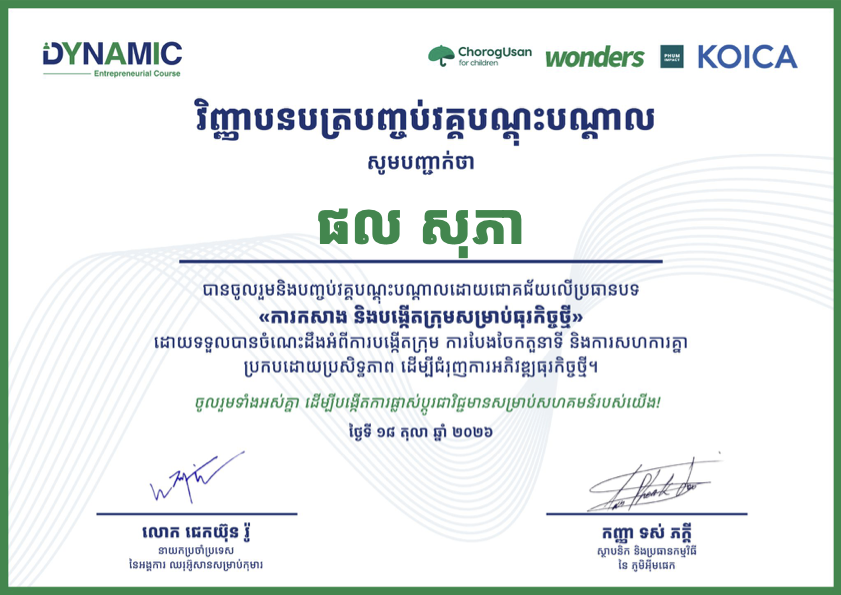 DYNAMIC
Entrepreneurial Course
ChorogUsan
for children
wonders
PHUM
IMPACT
KOICA
វិញ្ញាបនបត្របញ្ចប់វគ្គបណ្តុះបណ្តាល
សូមបញ្ជាក់ថា
ផល សុភា
បានចូលរួមនិងបញ្ចប់វគ្គបណ្តុះបណ្តាលដោយជោគជ័យលើប្រធានបទ
«ការកសាង និងបង្កើតក្រុមសម្រាប់ធុរកិច្ចថ្មី»
ដោយទទួលបានចំណេះដឹងអំពីការបង្កើតក្រុម ការបែងចែកតួនាទី និងការសហការគ្នា
ប្រកបដោយប្រសិទ្ធភាព ដើម្បីជំរុញការអភិវឌ្ឍធុរកិច្ចថ្មី។
ចូលរួមទាំងអស់គ្នា ដើម្បីបង្កើតការផ្លាស់ប្តូរជាវិជ្ជមានសម្រាប់សហគមន៍របស់យើង!
ថ្ងៃទី ១៨ តុលា ឆ្នាំ ២០២៦
លោក ជេកយ៉ុន រ៉ូ
នាយកប្រចាំប្រទេស
នៃអង្គការ ឈរអ៊ូសានសម្រាប់កុមារ
កញ្ញា ទស់ ភក្តី
ស្ថាបនិក និងប្រធានកម្មវិធី
នៃ ភូមិអ៊ីមផេក